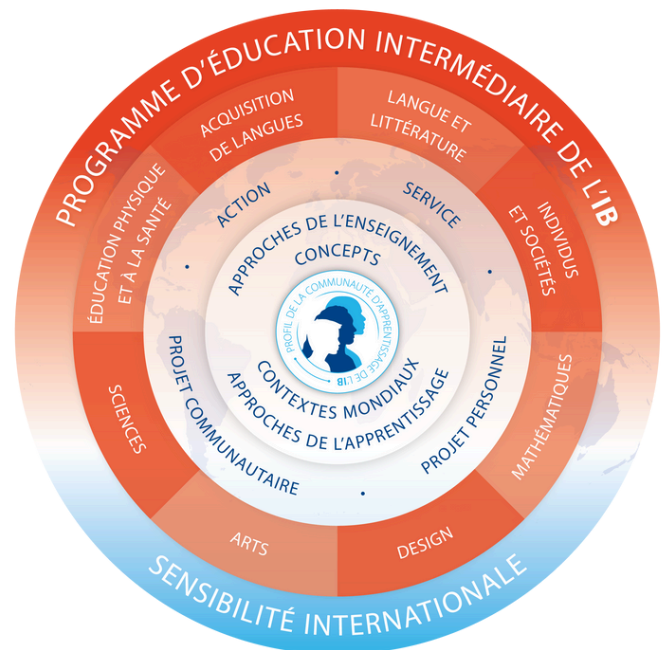 PROGRAMME D'ÉDUCATION INTERMÉDIAIRE DE L'IB
ACQUISITION
DE LANGUES
LANGUE ET
LITTÉRATURE
INDIVIDUS
ET SOCIÉTÉS
MATHÉMATIQUES
DESIGN
ARTS
SCIENCES
ÉDUCATION PHYSIQUE
ET À LA SANTÉ
ACTION
SERVICE
PROJET PERSONNEL
PROJET COMMUNAUTAIRE
APPROCHES DE L'ENSEIGNEMENT
CONCEPTS
PROFIL DE LA COMMUNAUTÉ D'APPRENTISSAGE DE L'IB
CONTEXTES MONDIAUX
APPROCHES DE L'APPRENTISSAGE
SENSIBILITÉ INTERNATIONALE